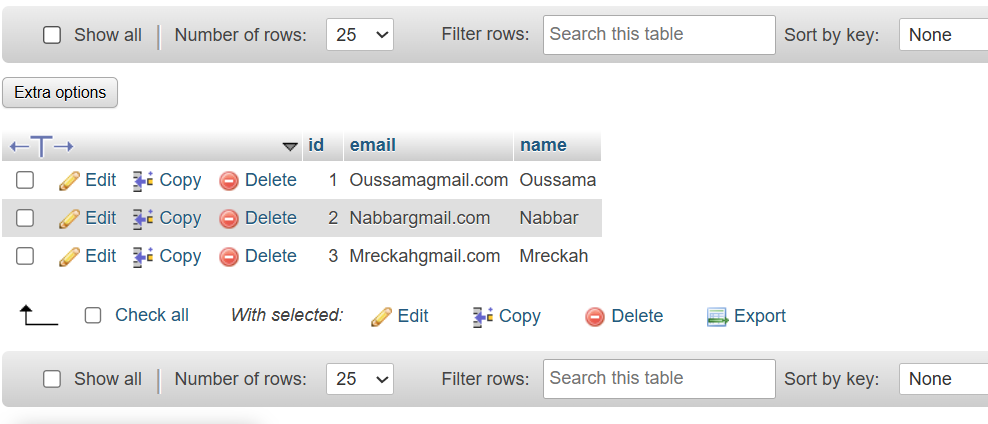 Show all Number of rows: 25 Filter rows: Search this table Sort by key: None
Extra options
id email name
Edit Copy Delete 1 Oussamagmail.com Oussama
Edit Copy Delete 2 Nabbargmail.com Nabbar
Edit Copy Delete 3 Mreckahgmail.com Mreckah
Check all With selected: Edit Copy Delete Export
Show all Number of rows: 25 Filter rows: Search this table Sort by key: None